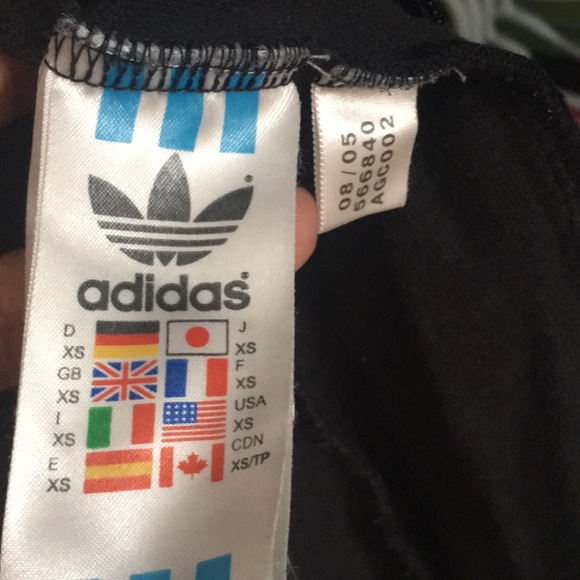 adidas
D XS
J XS
GB XS
F XS
I XS
USA XS
E XS
CDN XS/TP
08/05
566840
AGC002